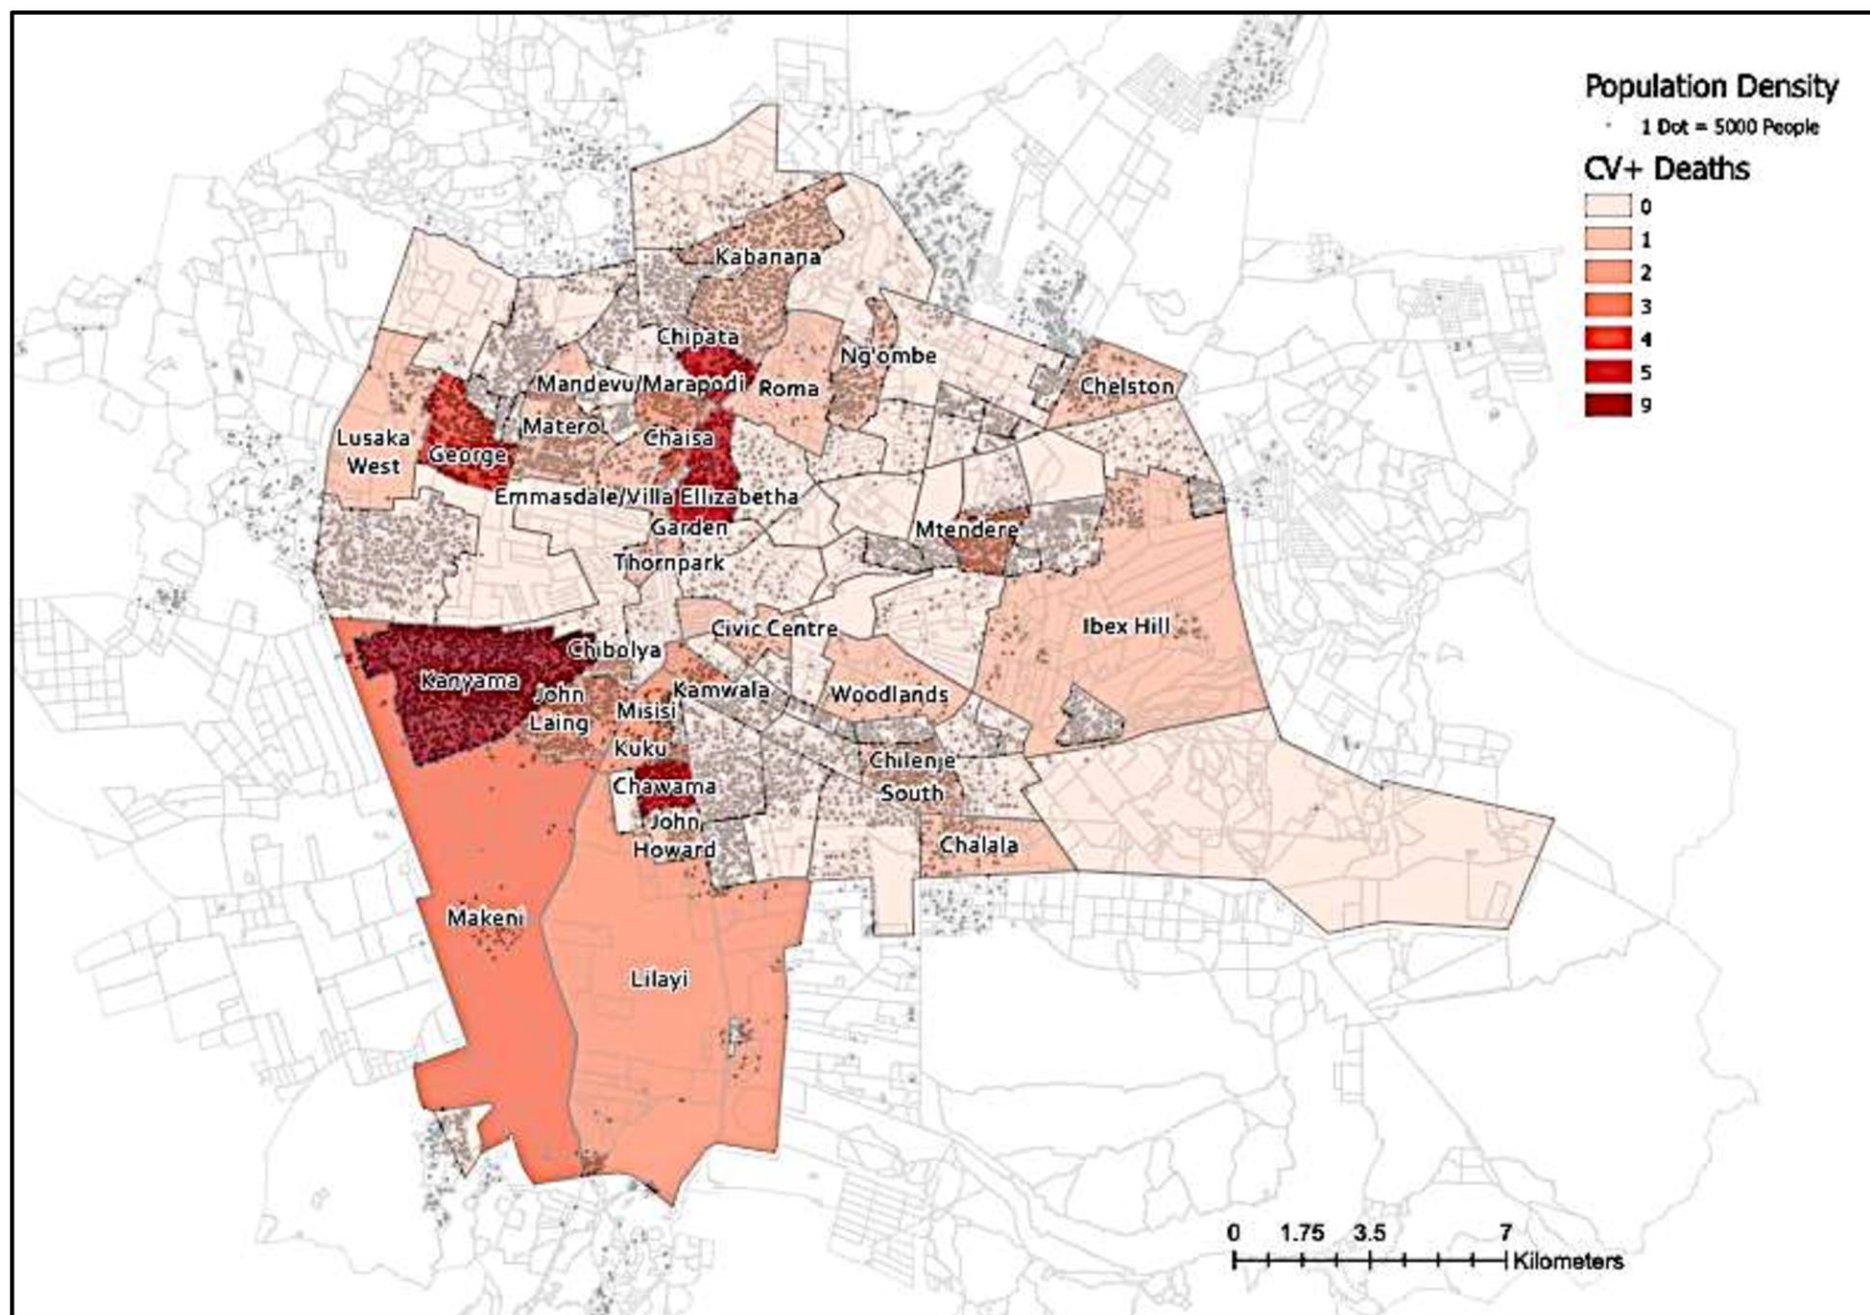 Population Density
1 Dot = 5000 People
CV+ Deaths
0
1
2
3
4
5
9
Kabanana
Chipata
Ng'ombe
Mandevu/Marapodi
Roma
Chelston
Matero
Lusaka
West
George
Chaisa
Emmasdale/Villa Ellizabetha
Garden
Mtendere
Thornpark
Civic Centre
Ibex Hill
Chibolya
Kanyama
John
Laing
Kamwala
Misisi
Woodlands
Kuku
Chilenje
South
Chawama
John
Howard
Chalala
Makeni
Lilayi
0 1.75 3.5 7
Kilometers